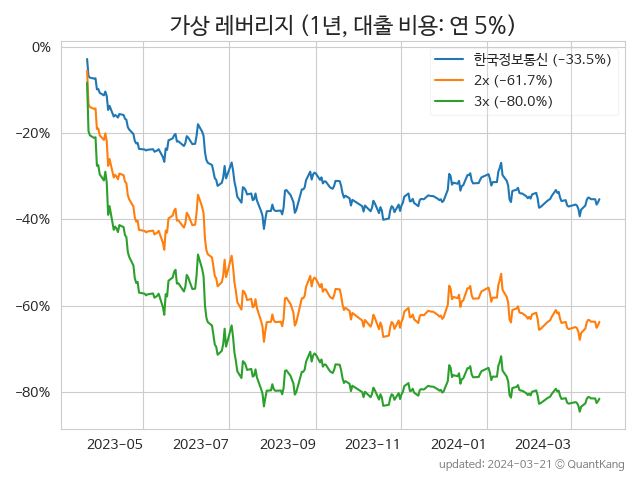 가상 레버리지 (1년, 대출 비용: 연 5%)
한국정보통신 (−33.5%)
2x (−61.7%)
3x (−80.0%)
0%
−20%
−40%
−60%
−80%
2023-05 2023-07 2023-09 2023-11 2024-01 2024-03
updated: 2024-03-21 © QuantKang